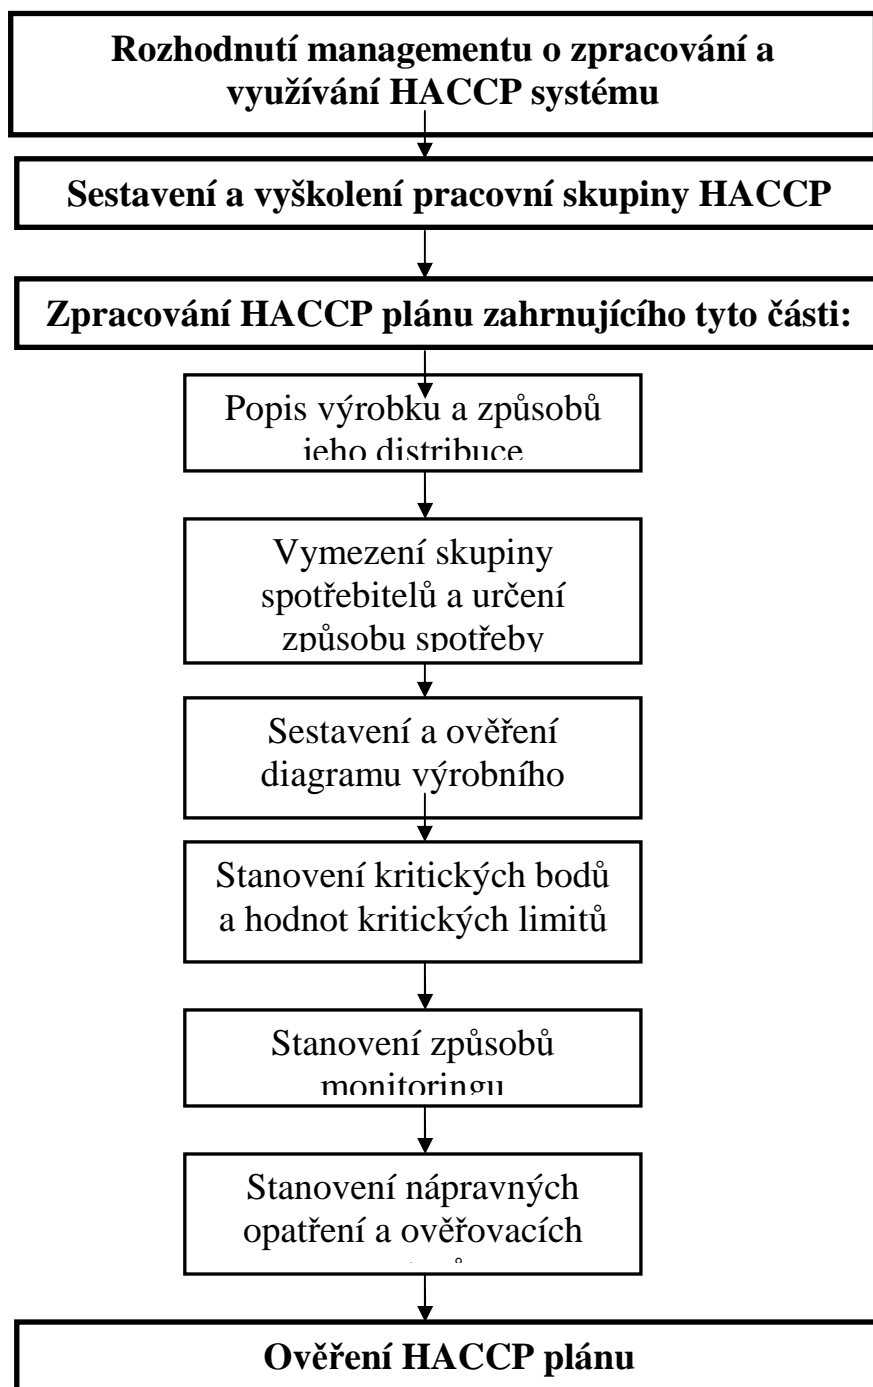 Rozhodnutí managementu o zpracování a
využívání HACCP systému
Sestavení a vyškolení pracovní skupiny HACCP
Zpracování HACCP plánu zahrnujícího tyto části:
Popis výrobku a způsobů
jeho distribuce
Vymezení skupiny
spotřebitelů a určení
způsobu spotřeby
Sestavení a ověření
diagramu výrobního
Stanovení kritických bodů
a hodnot kritických limitů
Stanovení způsobů
monitoringu
Stanovení nápravných
opatření a ověřovacích
Ověření HACCP plánu